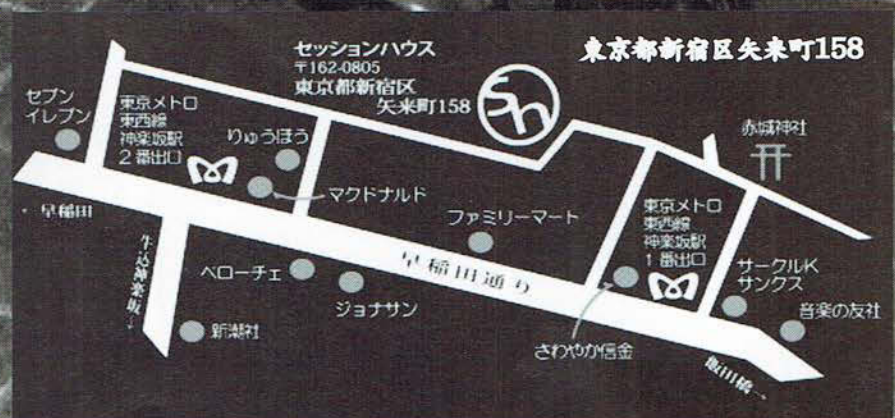 東京都新宿区矢来町158
セッションハウス
〒162-0805
東京都新宿区
矢来町158
sh
セブン
イレブン
東京メトロ
東西線
神楽坂駅
2番出口
りゅうほう
マクドナルド
赤城神社
← 早稲田
ファミリーマート
東京メトロ
東西線
神楽坂駅
1番出口
牛込神楽坂→
ベローチェ
早稲田通り
サークルK
サンクス
ジョナサン
音楽の友社
新潮社
さわやか信金
飯田橋→